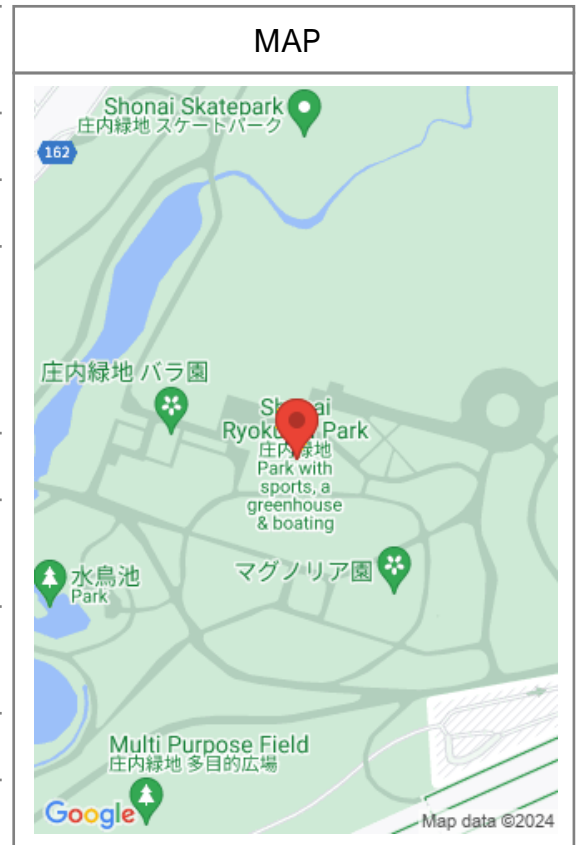 MAP
Shonai Skatepark
庄内緑地 スケートパーク
162
庄内緑地 バラ園
Park
庄内緑地
Park with
sports, a
greenhouse
& boating
マグノリア園
水鳥池
Park
Multi Purpose Field
庄内緑地 多目的広場
Google
Map data ©2024